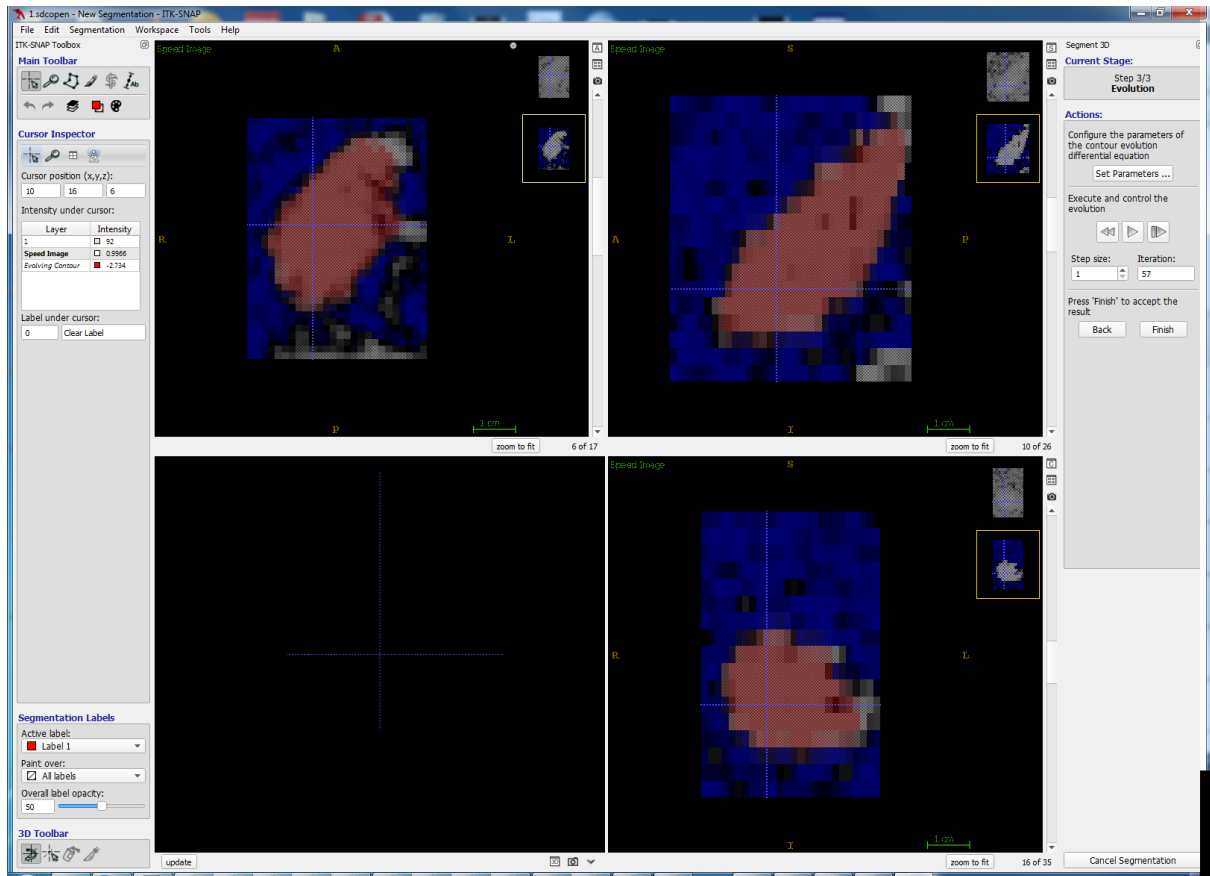 1.sdcopen - New Segmentation - ITK-SNAP
File Edit Segmentation Workspace Tools Help
ITK-SNAP Toolbox
Main Toolbar
Cursor Inspector
Cursor position (x,y,z):
10 16 6
Intensity under cursor:
Layer Intensity
1 92
Speed Image 0.9966
Evolving Contour -2.734
Label under cursor:
0 Clear Label
Segmentation Labels
Active label:
Label 1
Paint over:
All labels
Overall label opacity:
50
3D Toolbar
Speed Image
A
A
R
L
P
1 cm
zoom to fit 6 of 17
S
S
A
P
I
1 cm
zoom to fit 10 of 26
update
3D
Speed Image
S
C
R
L
I
1 cm
zoom to fit 16 of 35
Segment 3D
Current Stage:
Step 3/3
Evolution
Actions:
Configure the parameters of
the contour evolution
differential equation
Set Parameters ...
Execute and control the
evolution
Step size: Iteration:
1 57
Press 'Finish' to accept the
result
Back Finish
Cancel Segmentation